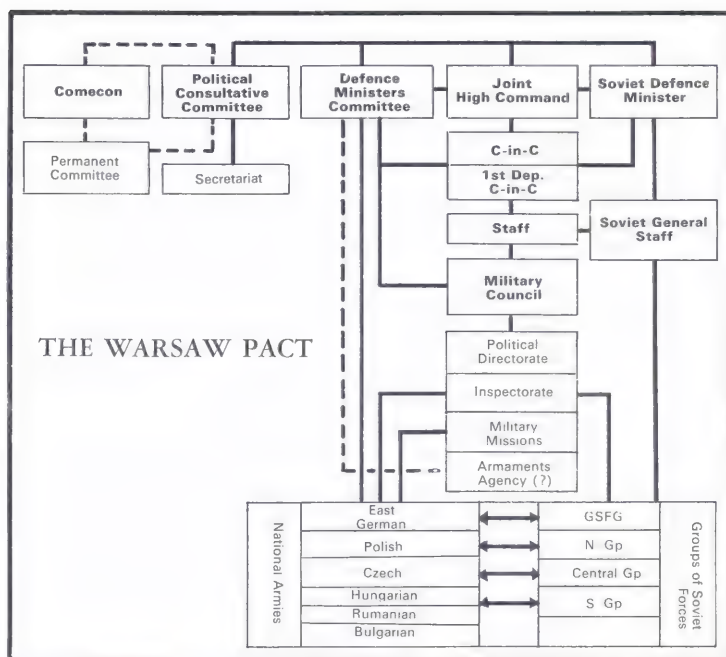 Comecon
Political
Consultative
Committee
Defence
Ministers
Committee
Joint
High Command
Soviet Defence
Minister
Permanent
Committee
Secretariat
C-in-C
1st Dep.
C-in-C
Staff
Soviet General
Staff
Military
Council
THE WARSAW PACT
Political
Directorate
Inspectorate
Military
Missions
Armaments
Agency (?)
National Armies
East
German
Polish
Czech
Hungarian
Rumanian
Bulgarian
GSFG
N Gp
Central Gp
S Gp
Groups of Soviet
Forces